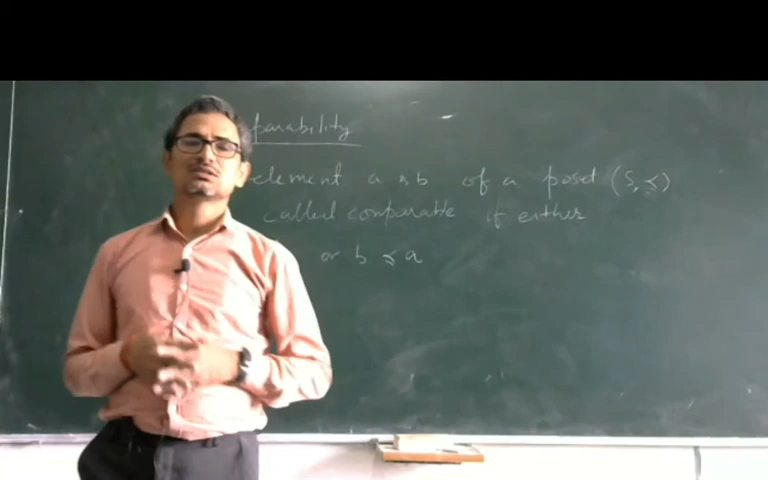 parability
element a & b of a poset (S, ≼)
called comparable if either
or b ≼ a